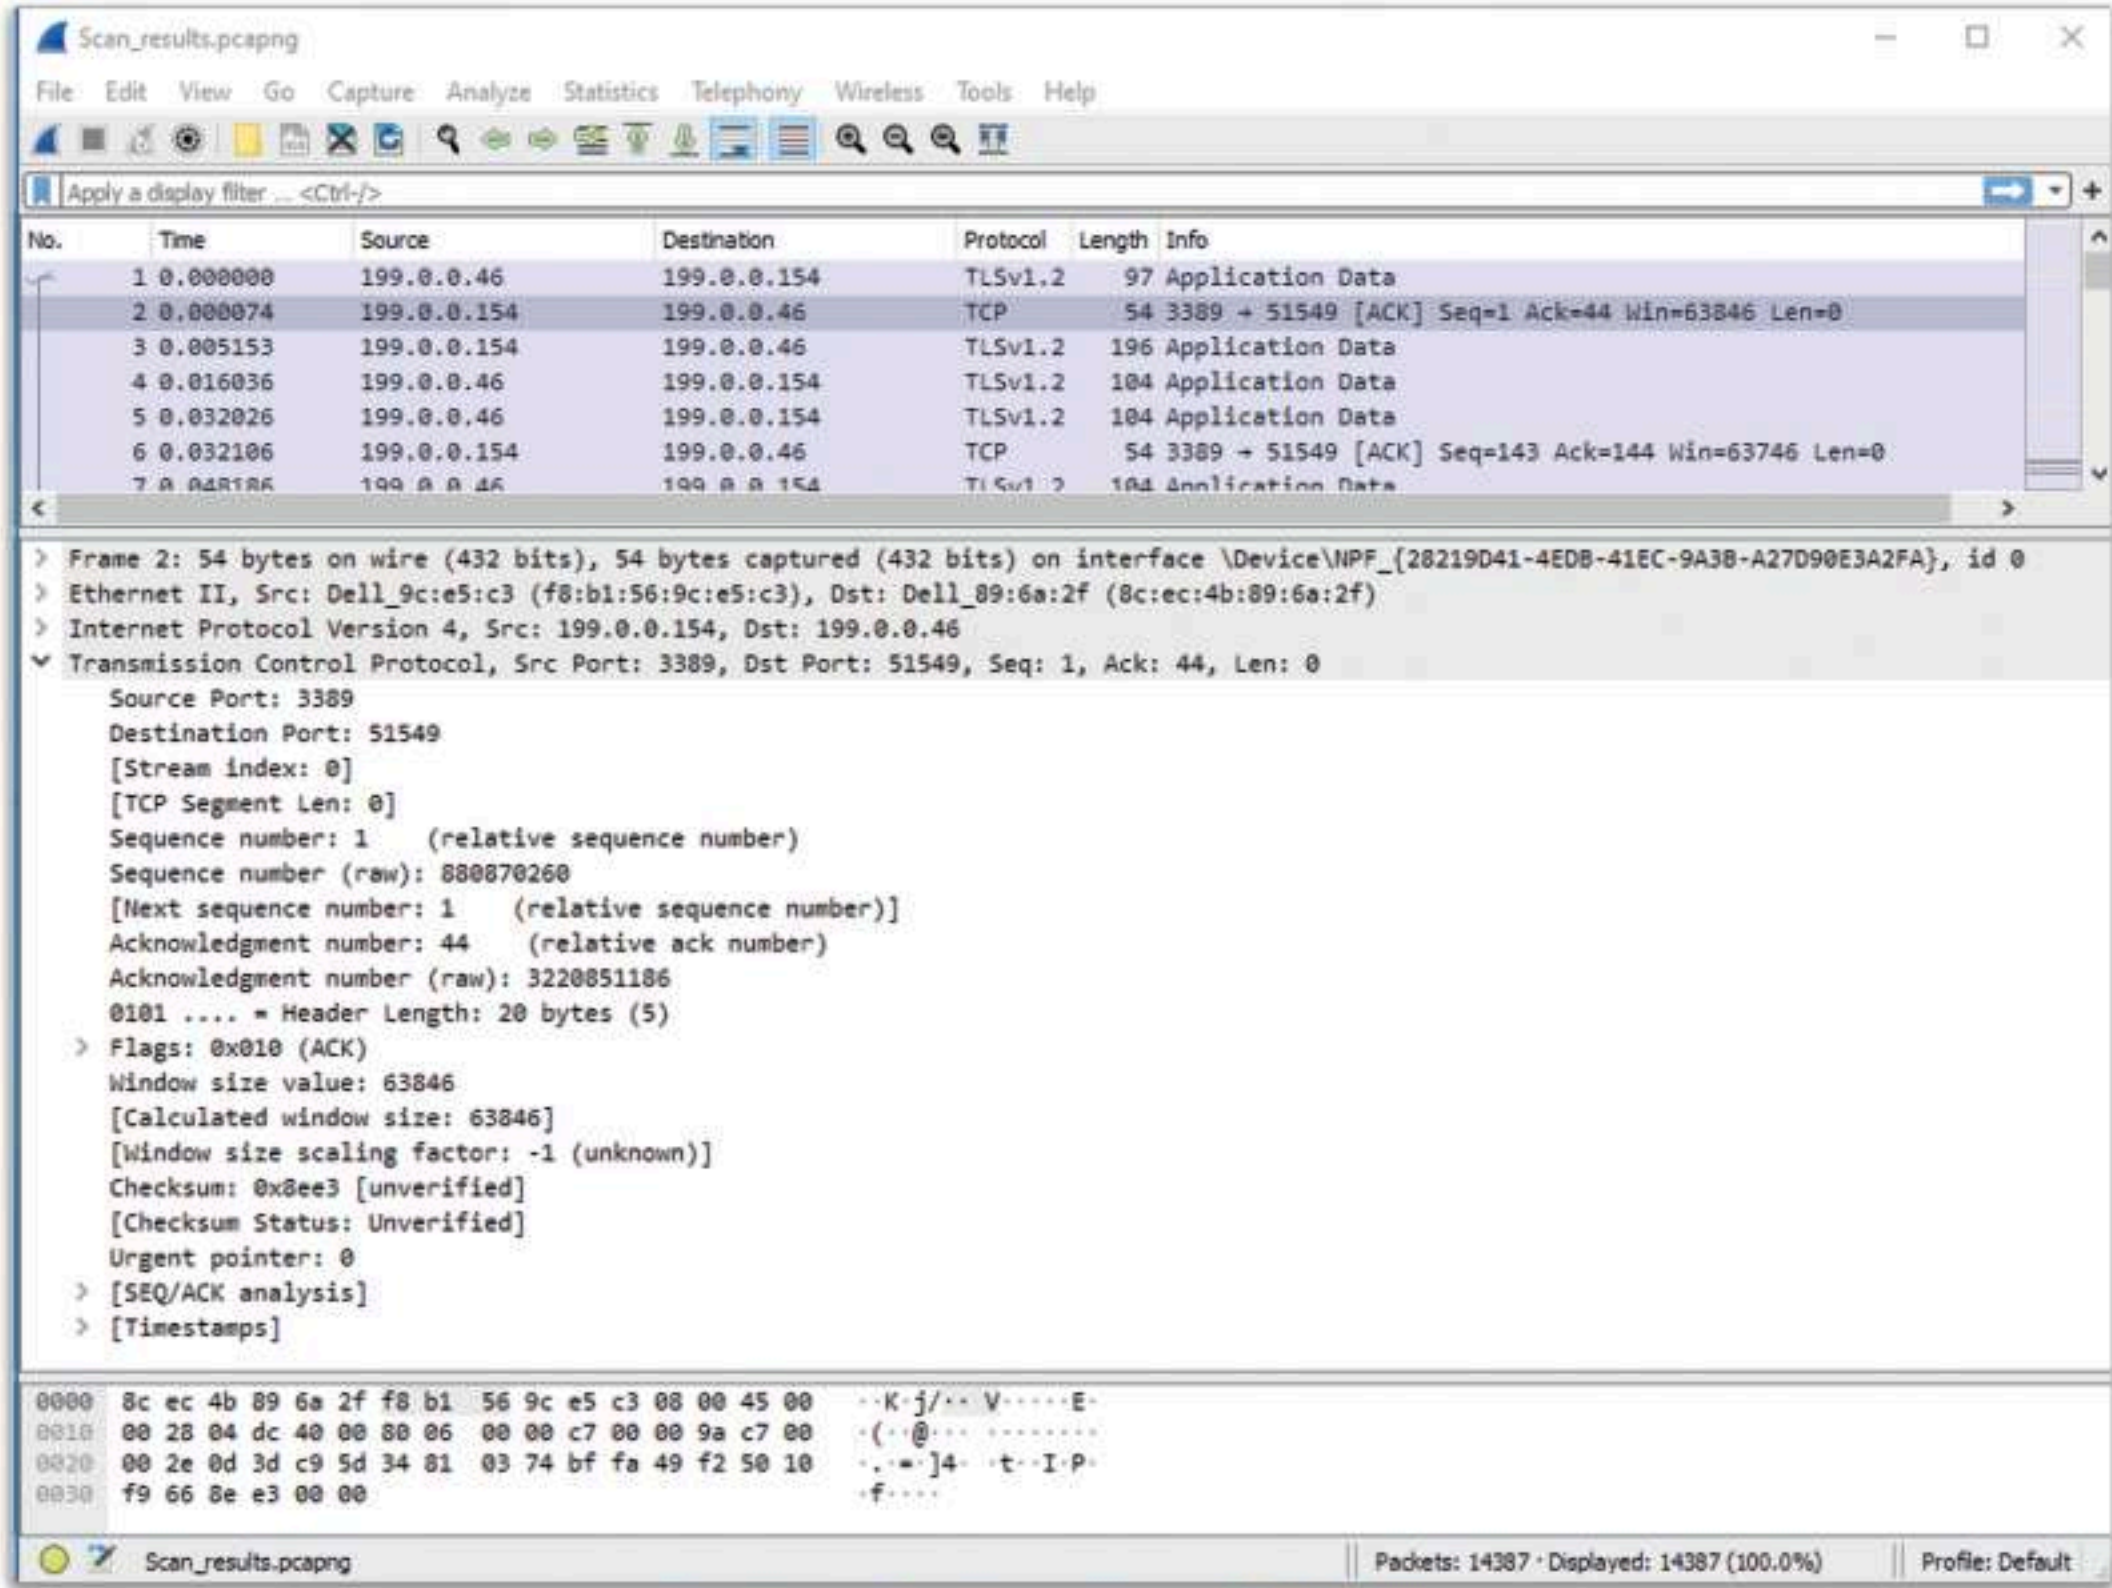 Scan_results.pcapng
File Edit View Go Capture Analyze Statistics Telephony Wireless Tools Help
Apply a display filter ... <Ctrl-/>
No. Time Source Destination Protocol Length Info
1 0.000000 199.0.0.46 199.0.0.154 TLSv1.2 97 Application Data
2 0.000074 199.0.0.154 199.0.0.46 TCP 54 3389 → 51549 [ACK] Seq=1 Ack=44 Win=63846 Len=0
3 0.005153 199.0.0.154 199.0.0.46 TLSv1.2 196 Application Data
4 0.016036 199.0.0.46 199.0.0.154 TLSv1.2 104 Application Data
5 0.032026 199.0.0.46 199.0.0.154 TLSv1.2 104 Application Data
6 0.032106 199.0.0.154 199.0.0.46 TCP 54 3389 → 51549 [ACK] Seq=143 Ack=144 Win=63746 Len=0
7 0.048186 199.0.0.46 199.0.0.154 TLSv1.2 104 Application Data
Frame 2: 54 bytes on wire (432 bits), 54 bytes captured (432 bits) on interface \Device\NPF_{28219D41-4EDB-41EC-9A3B-A27D90E3A2FA}, id 0
Ethernet II, Src: Dell_9c:e5:c3 (f8:b1:56:9c:e5:c3), Dst: Dell_89:6a:2f (8c:ec:4b:89:6a:2f)
Internet Protocol Version 4, Src: 199.0.0.154, Dst: 199.0.0.46
Transmission Control Protocol, Src Port: 3389, Dst Port: 51549, Seq: 1, Ack: 44, Len: 0
Source Port: 3389
Destination Port: 51549
[Stream index: 0]
[TCP Segment Len: 0]
Sequence number: 1 (relative sequence number)
Sequence number (raw): 880870260
[Next sequence number: 1 (relative sequence number)]
Acknowledgment number: 44 (relative ack number)
Acknowledgment number (raw): 3220851186
0101 .... = Header Length: 20 bytes (5)
Flags: 0x010 (ACK)
Window size value: 63846
[Calculated window size: 63846]
[Window size scaling factor: -1 (unknown)]
Checksum: 0x8ee3 [unverified]
[Checksum Status: Unverified]
Urgent pointer: 0
[SEQ/ACK analysis]
[Timestamps]
0000 8c ec 4b 89 6a 2f f8 b1 56 9c e5 c3 08 00 45 00 ··K·j/·· V·····E·
0010 00 28 04 dc 40 00 80 06 00 00 c7 00 00 9a c7 00 ·(··@··· ········
0020 00 2e 0d 3d c9 5d 34 81 03 74 bf fa 49 f2 50 10 ·.·=·]4· ·t··I·P·
0030 f9 66 8e e3 00 00 ·f····
Scan_results.pcapng Packets: 14387 · Displayed: 14387 (100.0%) Profile: Default